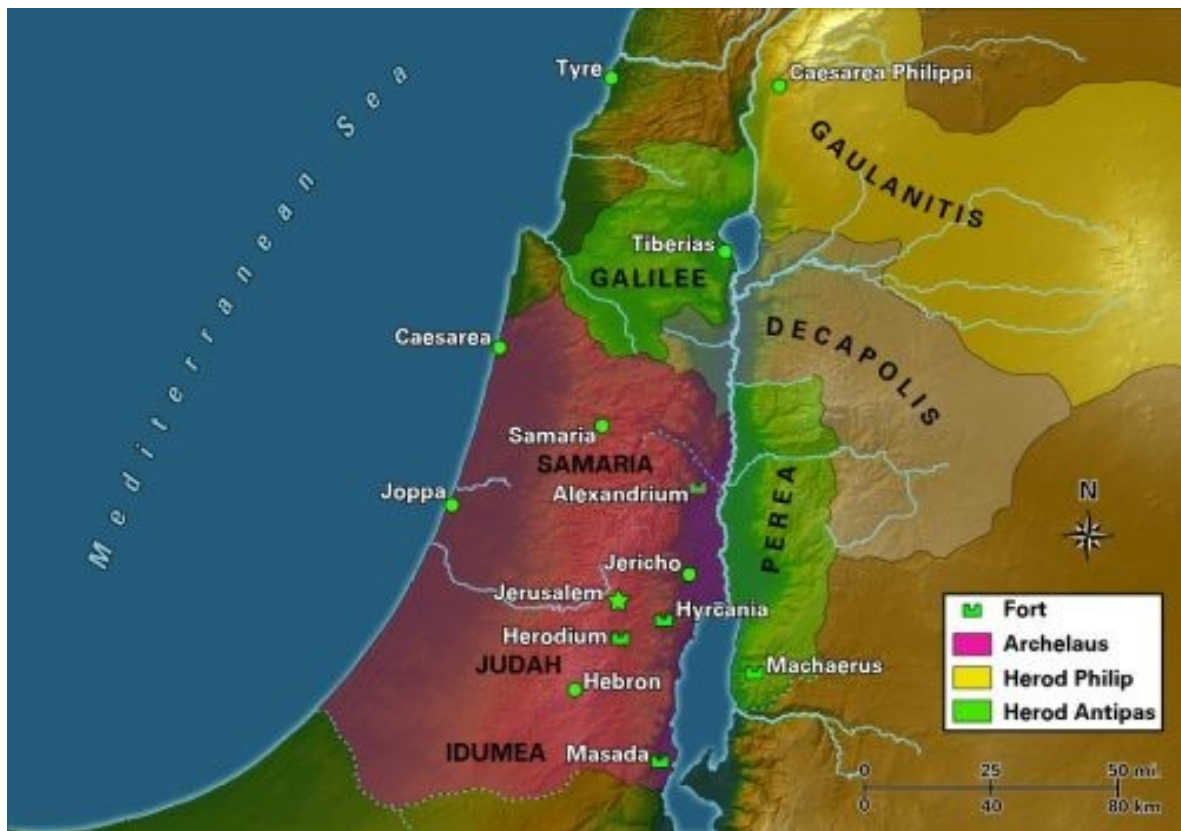 Tyre
Caesarea Philippi
Mediterranean Sea
GAULANITIS
Tiberias
GALILEE
DECAPOLIS
Caesarea
Samaria
SAMARIA
Alexandrium
Joppa
PEREA
N
Jericho
Jerusalem
Hyrcania
Herodium
JUDAH
Machaerus
Hebron
IDUMEA
Masada
Fort
Archelaus
Herod Philip
Herod Antipas
0 25 50 mi.
0 40 80 km